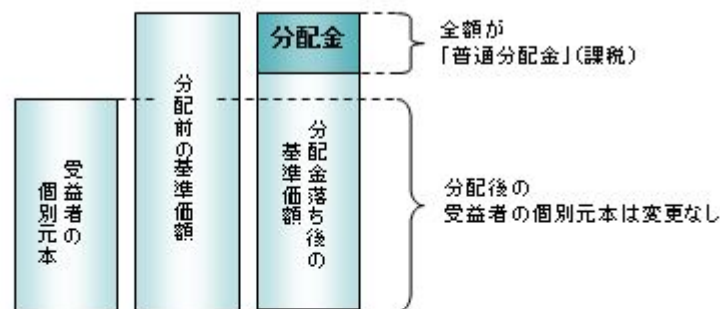 受益者の
個別元本
分配前の基準価額
分配金
分配金落ち後の
基準価額
全額が
「普通分配金」(課税)
分配後の
受益者の個別元本は変更なし